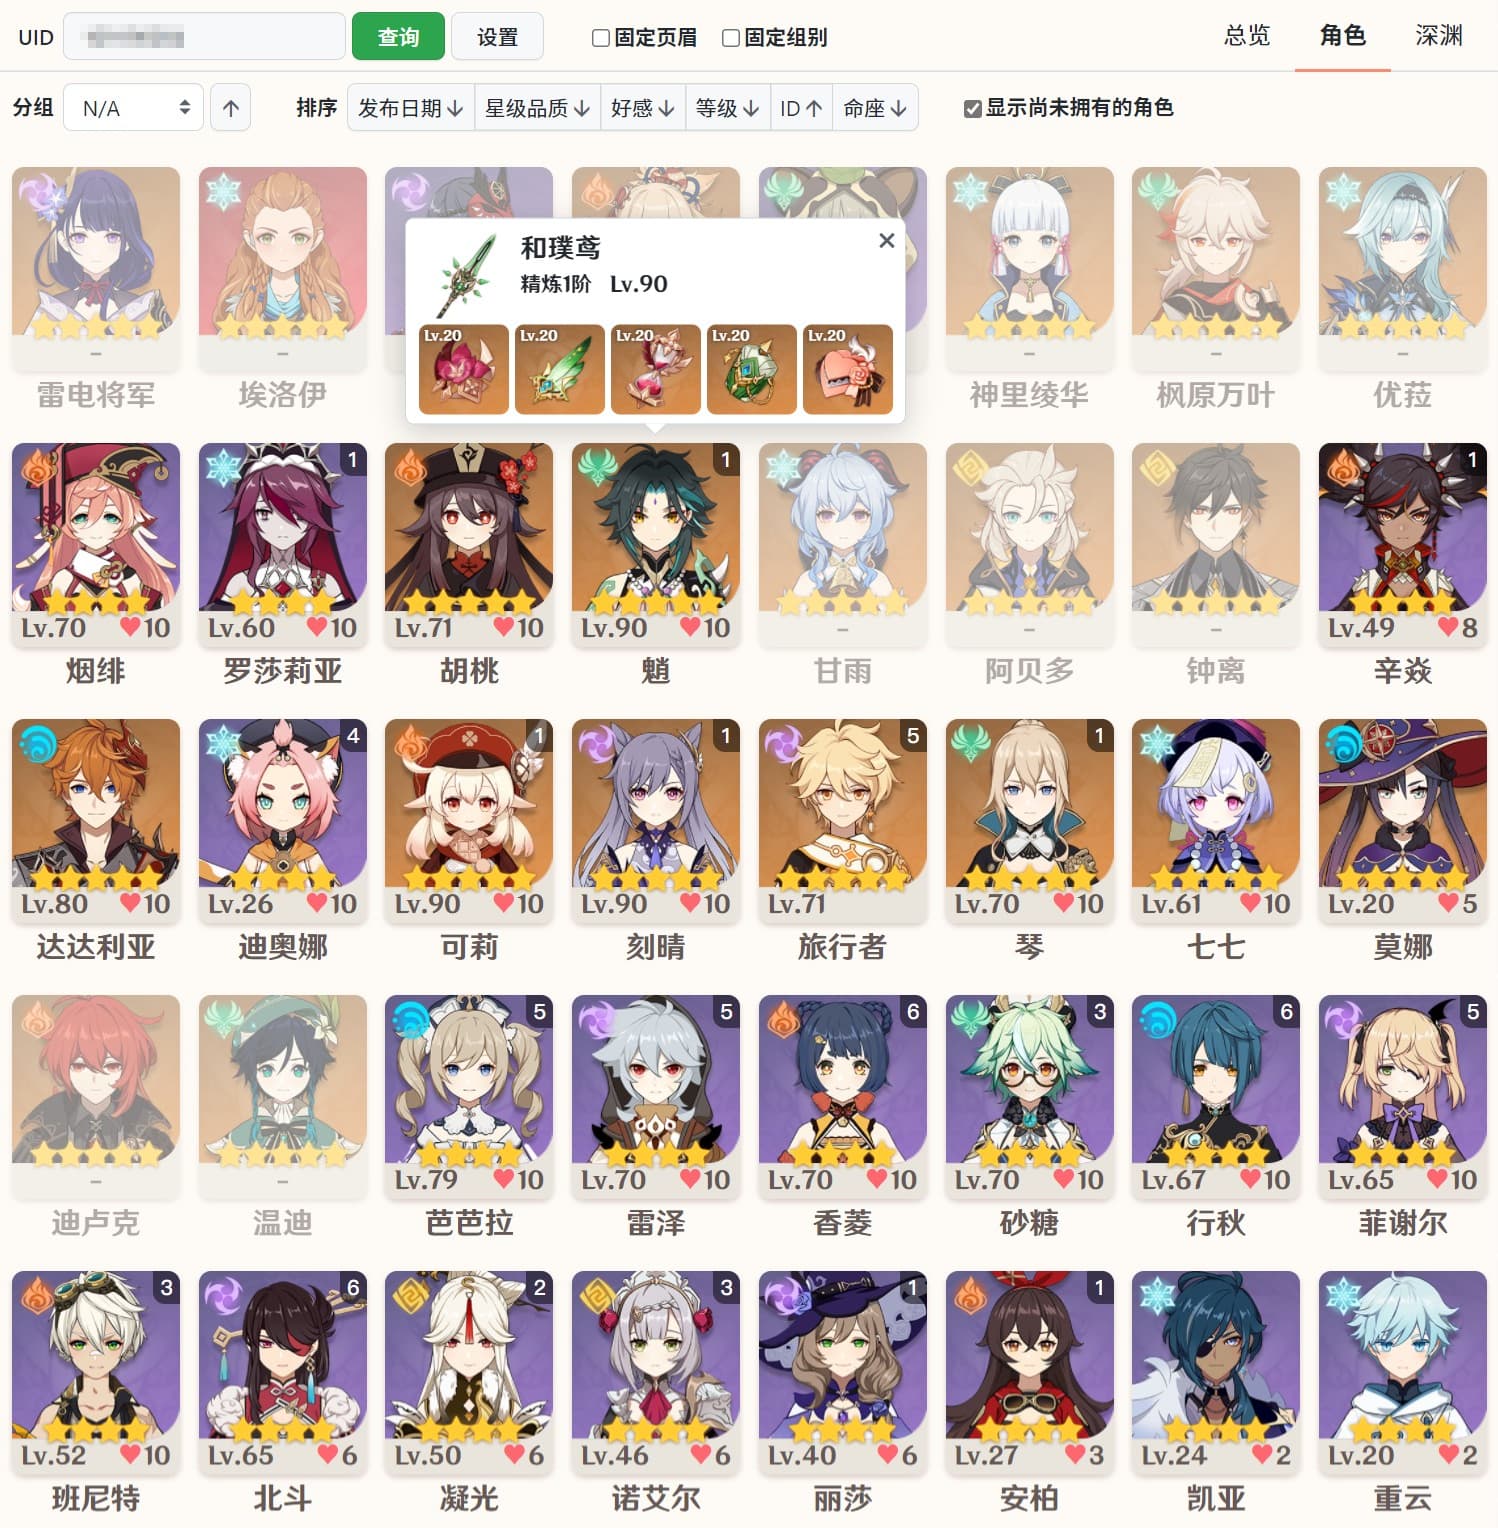 UID 查询 设置 固定页眉 固定组别 总览 角色 深渊
分组 N/A ↑ 排序 发布日期↓ 星级品质↓ 好感↓ 等级↓ ID↑ 命座↓ 显示尚未拥有的角色
和璞鸢
精炼1阶 Lv.90
Lv.20 Lv.20 Lv.20 Lv.20 Lv.20
– – – – –
雷电将军 埃洛伊 神里绫华 枫原万叶 优菈
1 1 1
Lv.70 10 Lv.60 10 Lv.71 10 Lv.90 10 – – – Lv.49 8
烟绯 罗莎莉亚 胡桃 魈 甘雨 阿贝多 钟离 辛焱
4 1 1 5 1
Lv.80 10 Lv.26 10 Lv.90 10 Lv.90 10 Lv.71 Lv.70 10 Lv.61 10 Lv.20 5
达达利亚 迪奥娜 可莉 刻晴 旅行者 琴 七七 莫娜
5 5 6 3 6 5
– – Lv.79 10 Lv.70 10 Lv.70 10 Lv.70 10 Lv.67 10 Lv.65 10
迪卢克 温迪 芭芭拉 雷泽 香菱 砂糖 行秋 菲谢尔
3 6 2 3 1 1
Lv.52 10 Lv.65 6 Lv.50 6 Lv.46 6 Lv.40 6 Lv.27 3 Lv.24 2 Lv.20 2
班尼特 北斗 凝光 诺艾尔 丽莎 安柏 凯亚 重云